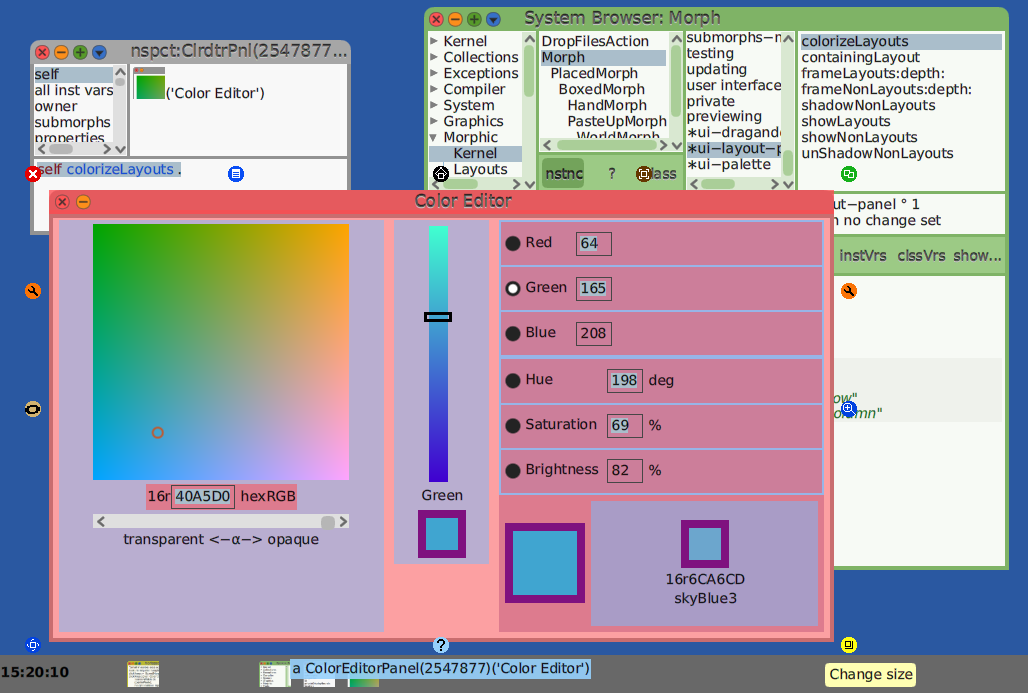 System Browser: Morph
nspct:ClrdtrPnl(2547877...
self
all inst vars
owner
submorphs
properties
('Color Editor')
self colorizeLayouts .
Kernel
Collections
Exceptions
Compiler
System
Graphics
Morphic
Kernel
Layouts
DropFilesAction
Morph
PlacedMorph
BoxedMorph
HandMorph
PasteUpMorph
WorldMorph
nstnc
?
class
submorphs-
testing
updating
user interface
private
previewing
*ui-dragand
*ui-layout-p
*ui-palette
colorizeLayouts
containingLayout
frameLayouts:depth:
frameNonLayouts:depth:
shadowNonLayouts
showLayouts
showNonLayouts
unShadowNonLayouts
ut-panel ° 1
n no change set
instVrs clssVrs show...
ow"
olumn"
Color Editor
16r 40A5D0 hexRGB
transparent <-α-> opaque
Green
Red 64
Green 165
Blue 208
Hue 198 deg
Saturation 69 %
Brightness 82 %
16r6CA6CD
skyBlue3
?
15:20:10
a ColorEditorPanel(2547877)('Color Editor')
Change size